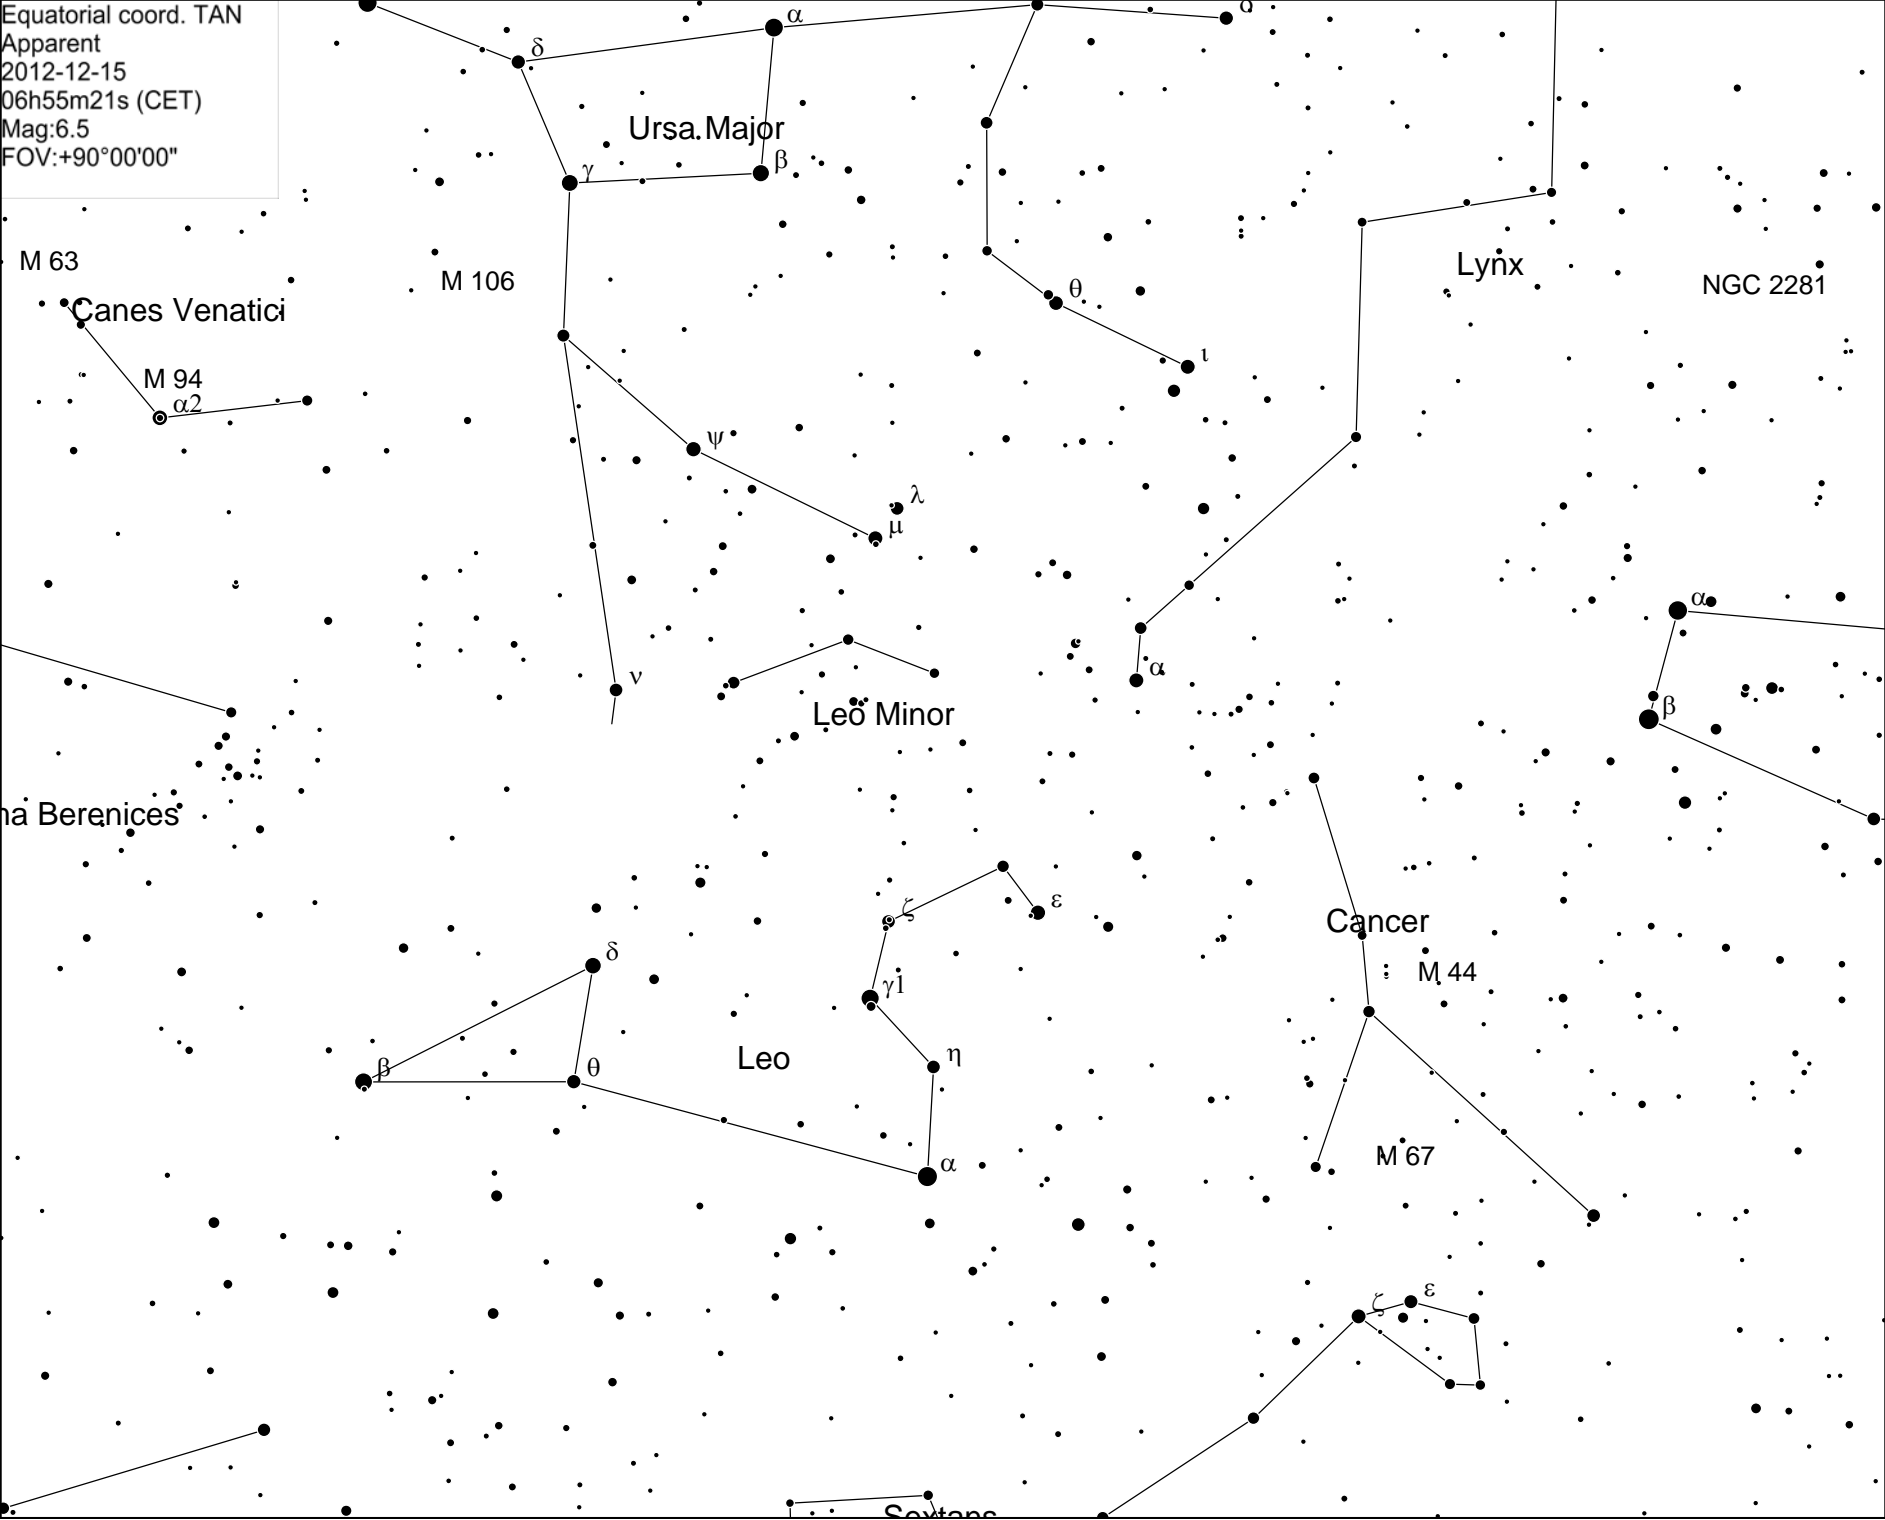 Equatorial coord. TAN
Apparent
2012-12-15
06h55m21s (CET)
Mag:6.5
FOV:+90°00'00"
α
δ
ο
Ursa Major
β
γ
M 63
M 106
Lynx
NGC 2281
θ
Canes Venatici
ι
M 94
α2
ψ
λ
μ
α
α
ν
β
Leo Minor
na Berenices
ε
ζ
Cancer
δ
M 44
γ1
Leo
η
β
θ
M 67
α
ε
ζ
Sextans